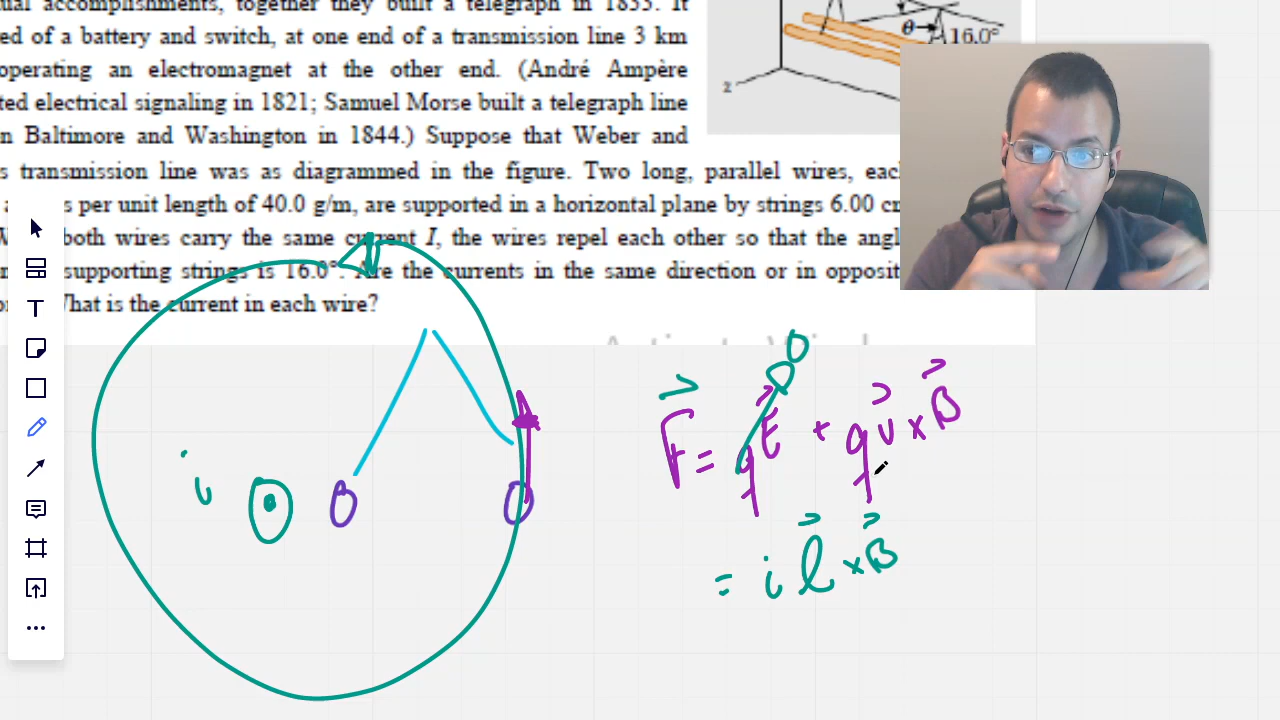 ual accomplishments, together they built a telegraph in 1833. It
ed of a battery and switch, at one end of a transmission line 3 km
operating an electromagnet at the other end. (André Ampère
ted electrical signaling in 1821; Samuel Morse built a telegraph line
n Baltimore and Washington in 1844.) Suppose that Weber and
s transmission line was as diagrammed in the figure. Two long, parallel wires, eac
s per unit length of 40.0 g/m, are supported in a horizontal plane by strings 6.00 cr
both wires carry the same current I, the wires repel each other so that the angl
supporting strings is 16.0°. Are the currents in the same direction or in opposit
What is the current in each wire?
θ
16.0°
z
T
i
F = qE + qv × B
0
= i l × B